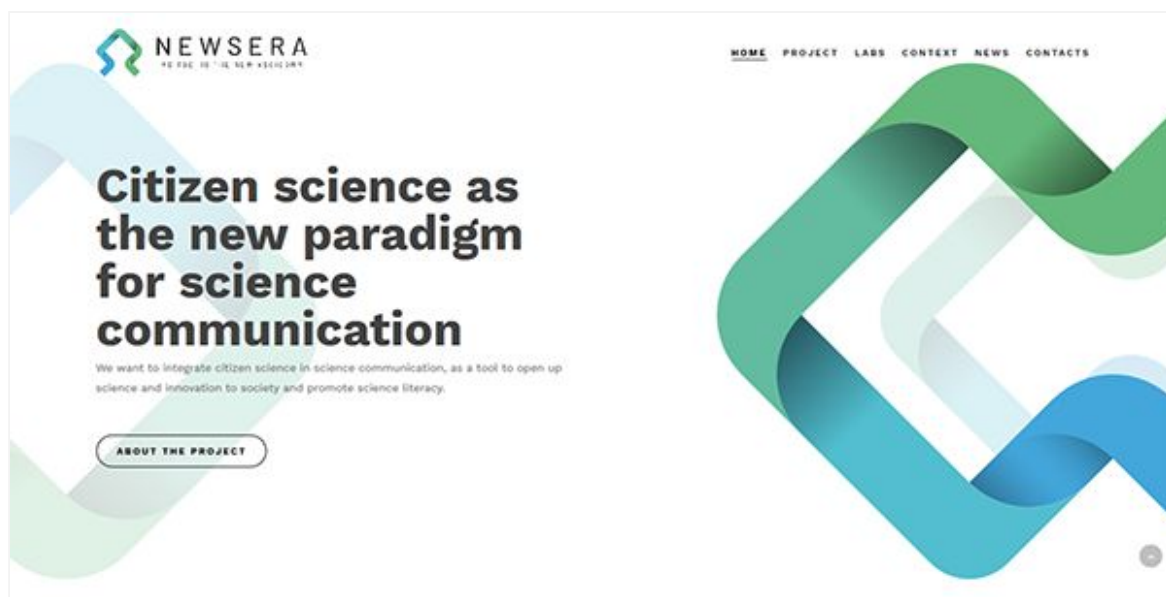 NEWSERA
HOME PROJECT LABS CONTEXT NEWS CONTACTS
Citizen science as
the new paradigm
for science
communication
We want to integrate citizen science in science communication, as a tool to open up
science and innovation to society and promote science literacy.
ABOUT THE PROJECT